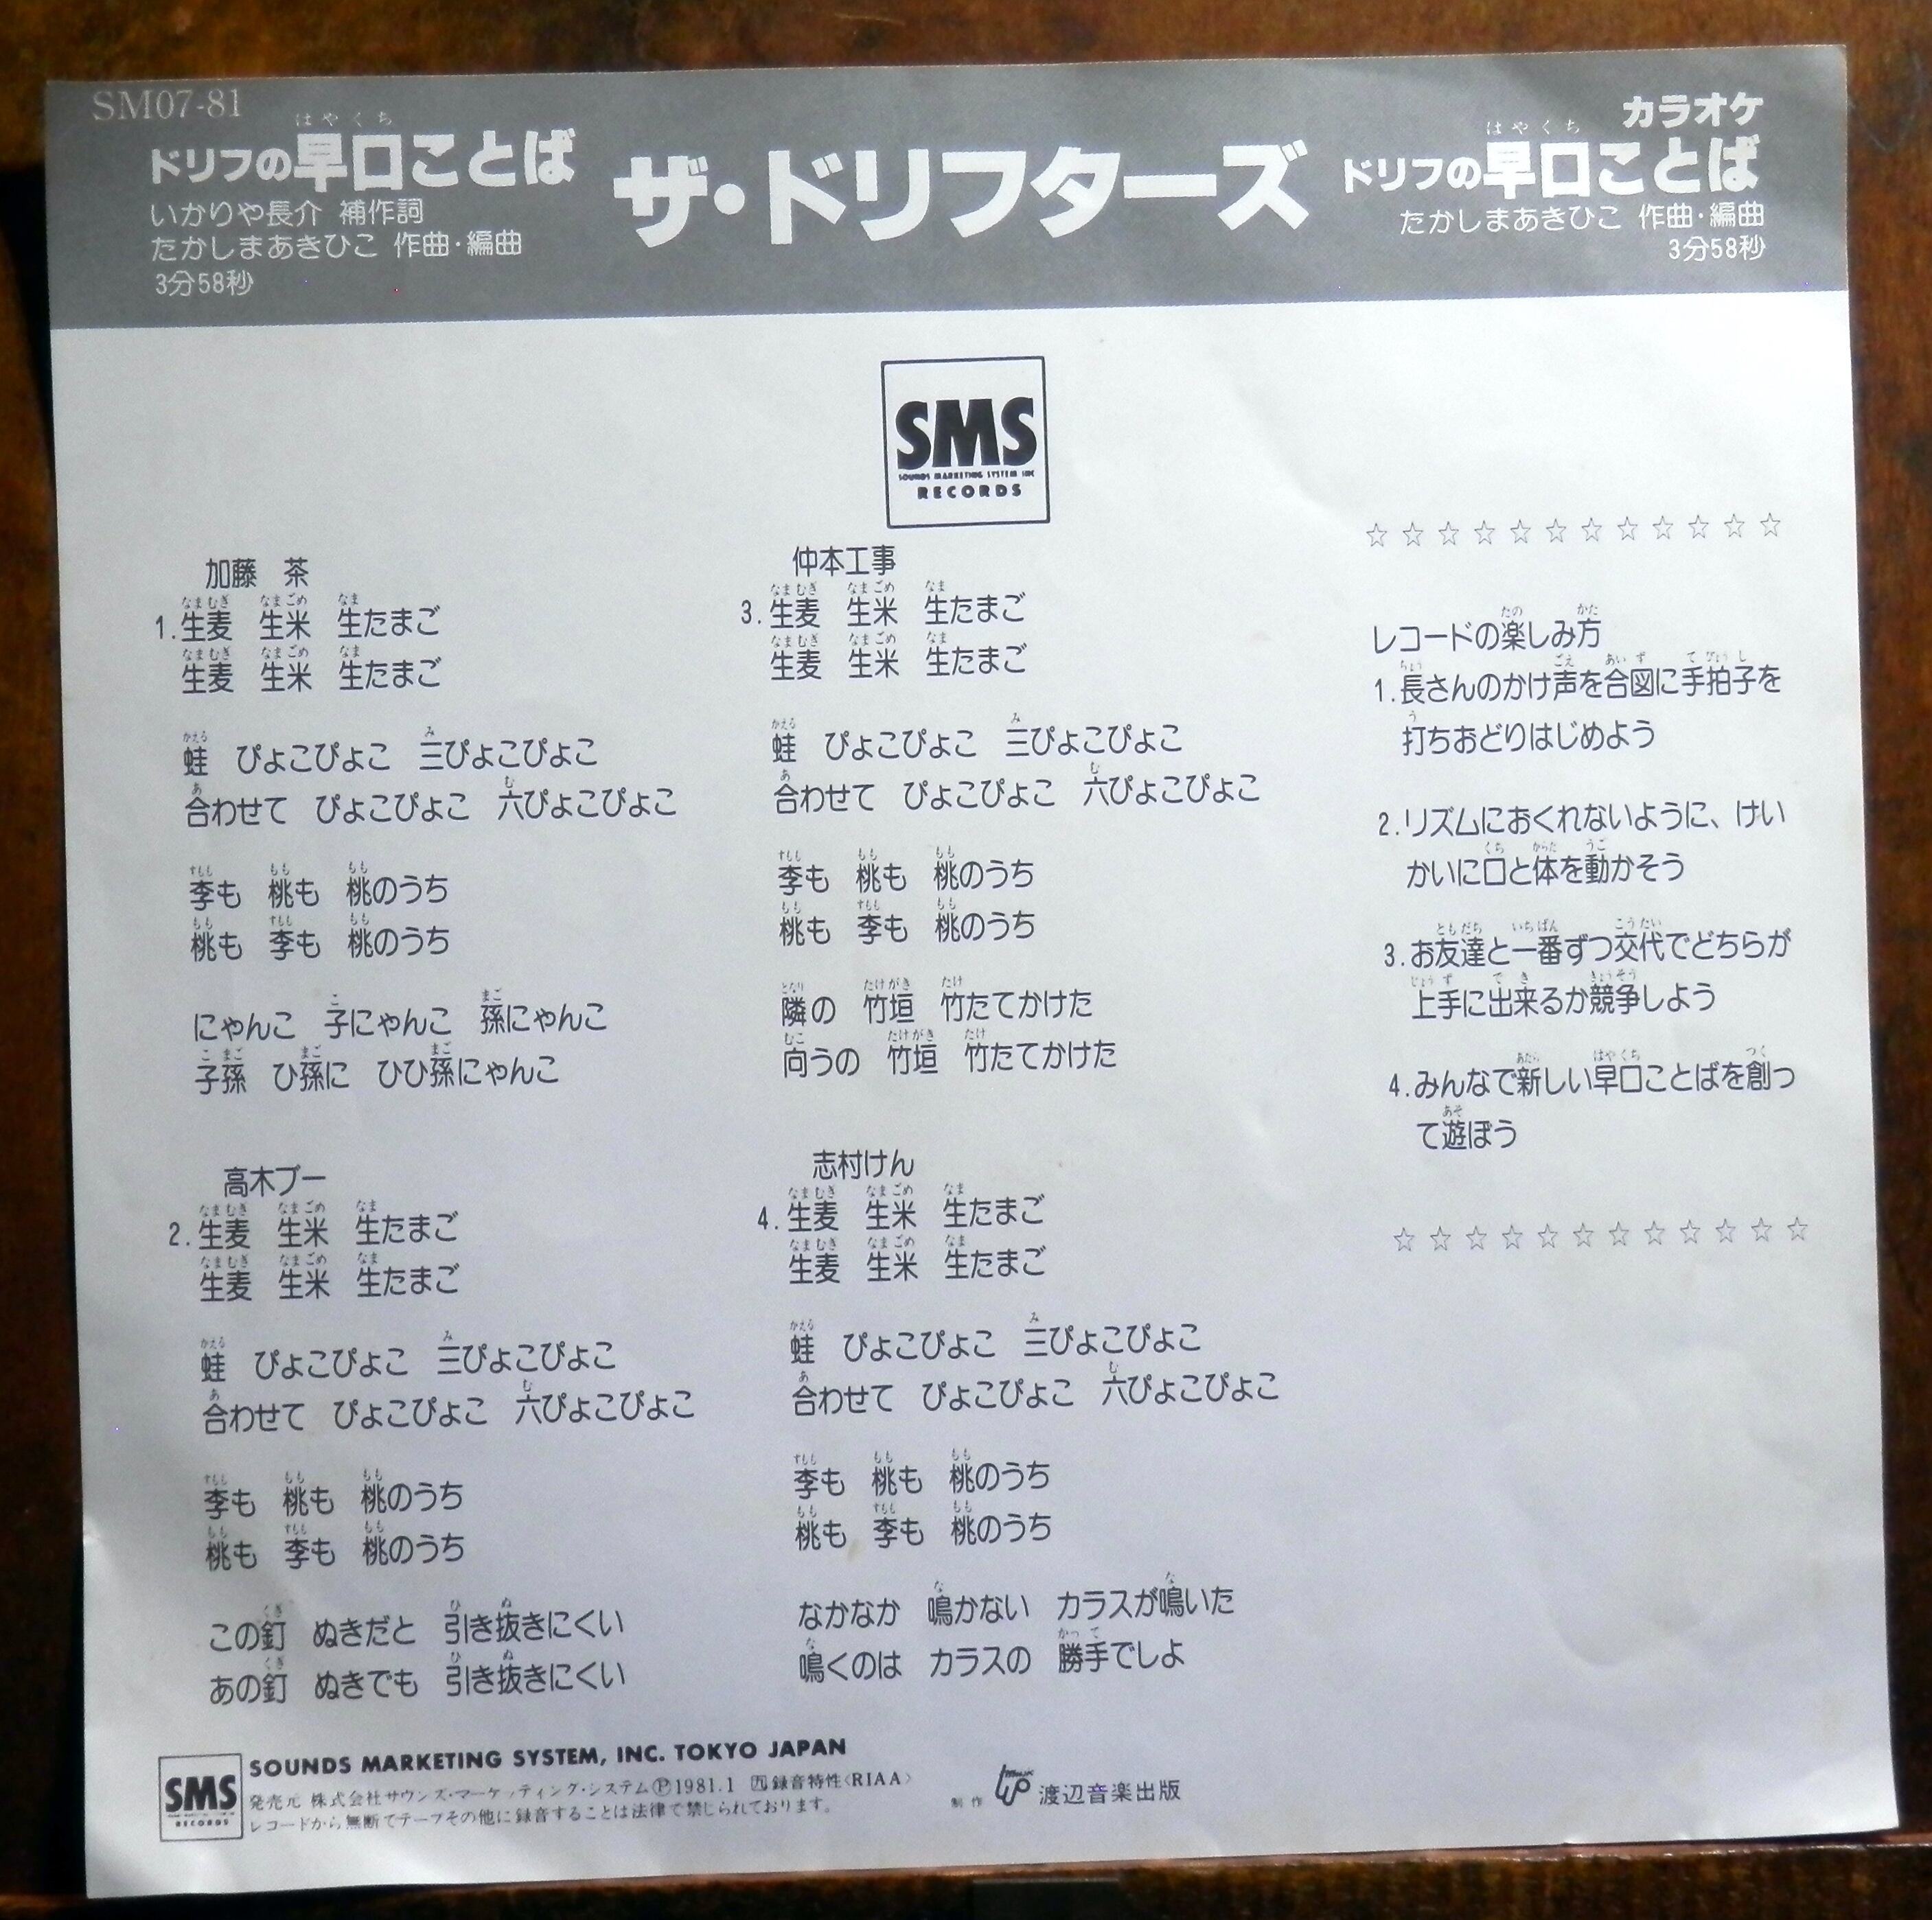 SM07-81
ドリフの早口ことば
いかりや長介 補作詞
たかしまあきひこ 作曲・編曲
3分58秒
ザ・ドリフターズ
カラオケ
ドリフの早口ことば
たかしまあきひこ 作曲・編曲
3分58秒
SMS
SOUNDS MARKETING SYSTEM INC
RECORDS
加藤 茶
1.生麦 生米 生たまご
生麦 生米 生たまご
蛙 ぴょこぴょこ 三ぴょこぴょこ
合わせて ぴょこぴょこ 六ぴょこぴょこ
李も 桃も 桃のうち
桃も 李も 桃のうち
にゃんこ 子にゃんこ 孫にゃんこ
子孫 ひ孫に ひひ孫にゃんこ
高木ブー
2.生麦 生米 生たまご
生麦 生米 生たまご
蛙 ぴょこぴょこ 三ぴょこぴょこ
合わせて ぴょこぴょこ 六ぴょこぴょこ
李も 桃も 桃のうち
桃も 李も 桃のうち
この釘 ぬきだと 引き抜きにくい
あの釘 ぬきでも 引き抜きにくい
仲本工事
3.生麦 生米 生たまご
生麦 生米 生たまご
蛙 ぴょこぴょこ 三ぴょこぴょこ
合わせて ぴょこぴょこ 六ぴょこぴょこ
李も 桃も 桃のうち
桃も 李も 桃のうち
隣の 竹垣 竹たてかけた
向うの 竹垣 竹たてかけた
志村けん
4.生麦 生米 生たまご
生麦 生米 生たまご
蛙 ぴょこぴょこ 三ぴょこぴょこ
合わせて ぴょこぴょこ 六ぴょこぴょこ
李も 桃も 桃のうち
桃も 李も 桃のうち
なかなか 鳴かない カラスが鳴いた
鳴くのは カラスの 勝手でしよ
☆☆☆☆☆☆☆☆☆☆☆☆
レコードの楽しみ方
1.長さんのかけ声を合図に手拍子を
打ちおどりはじめよう
2.リズムにおくれないように、けい
かいに口と体を動かそう
3.お友達と一番ずつ交代でどちらが
上手に出来るか競争しよう
4.みんなで新しい早口ことばを創っ
て遊ぼう
☆☆☆☆☆☆☆☆☆☆☆☆
SMS
RECORDS
SOUNDS MARKETING SYSTEM, INC. TOKYO JAPAN
発売元 株式会社サウンズ・マーケッティング・システムⓅ1981.1 録音特性〈RIAA〉
レコードから無断でテープその他に録音することは法律で禁じられております。
制作 渡辺音楽出版